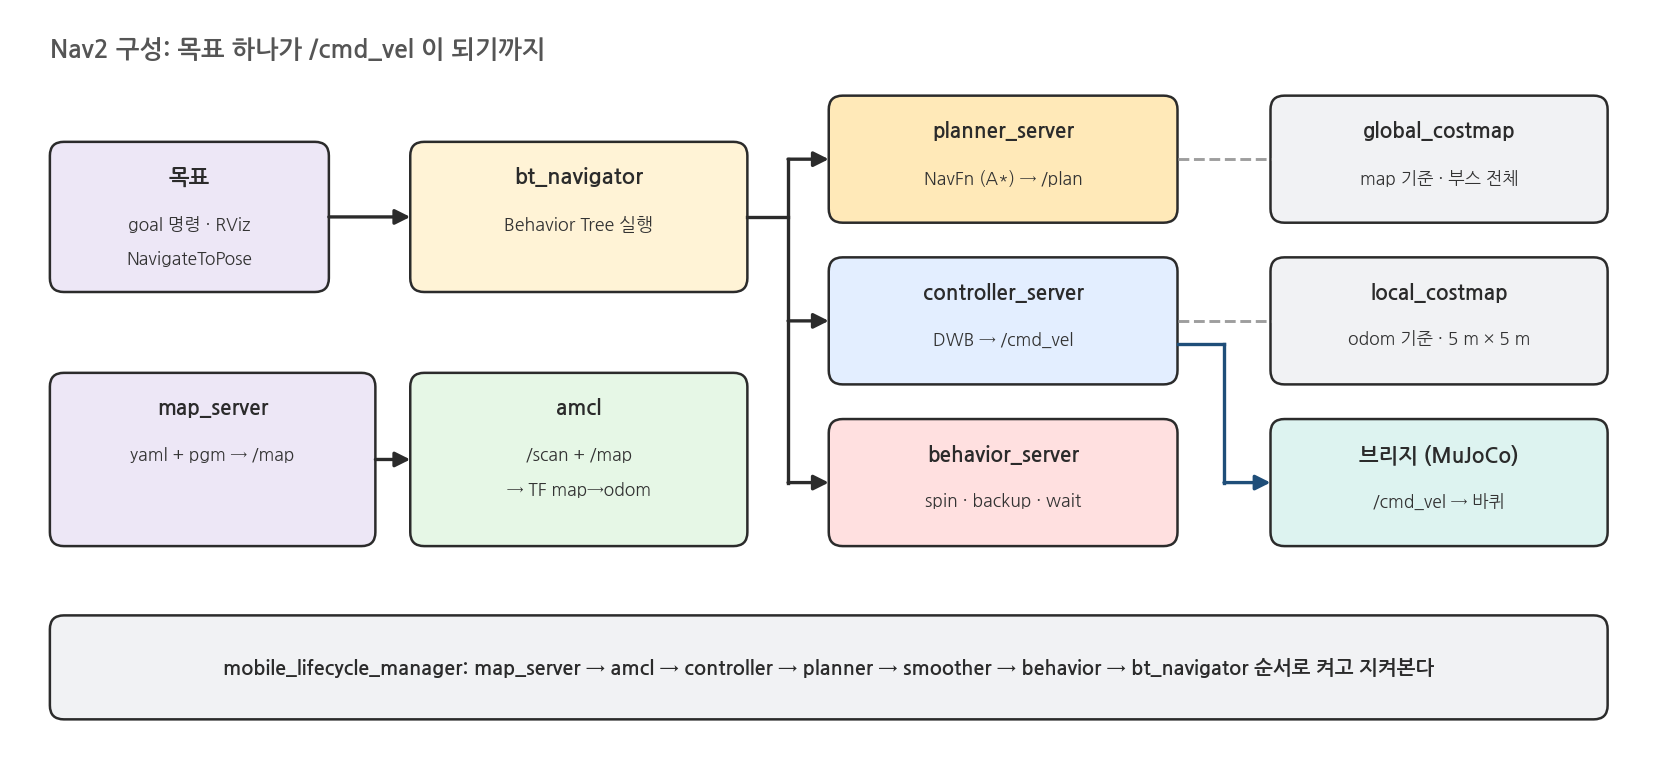 Nav2 구성: 목표 하나가 /cmd_vel 이 되기까지
목표
goal 명령 · RViz
NavigateToPose
bt_navigator
Behavior Tree 실행
planner_server
NavFn (A*) → /plan
global_costmap
map 기준 · 부스 전체
controller_server
DWB → /cmd_vel
local_costmap
odom 기준 · 5 m × 5 m
map_server
yaml + pgm → /map
amcl
/scan + /map
→ TF map→odom
behavior_server
spin · backup · wait
브리지 (MuJoCo)
/cmd_vel → 바퀴
mobile_lifecycle_manager: map_server → amcl → controller → planner → smoother → behavior → bt_navigator 순서로 켜고 지켜본다